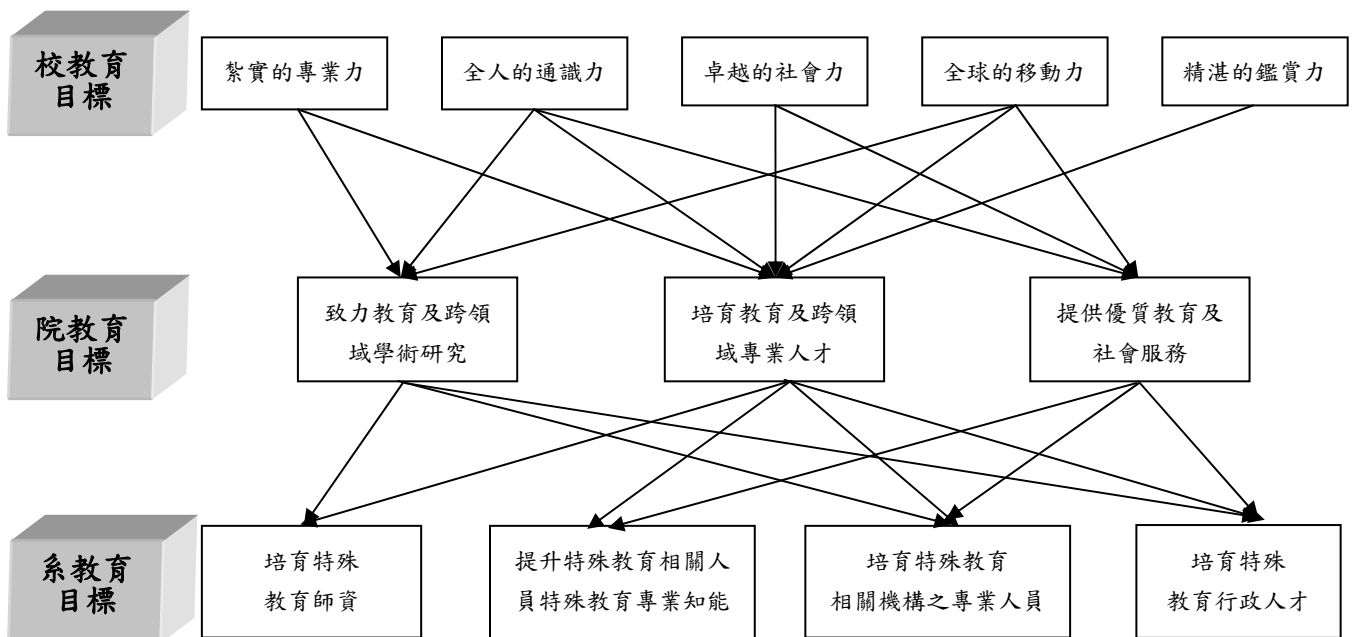 校教育
目標
紮實的專業力
全人的通識力
卓越的社會力
全球的移動力
精湛的鑑賞力
院教育
目標
致力教育及跨領
域學術研究
培育教育及跨領
域專業人才
提供優質教育及
社會服務
系教育
目標
培育特殊
教育師資
提升特殊教育相關人
員特殊教育專業知能
培育特殊教育
相關機構之專業人員
培育特殊
教育行政人才